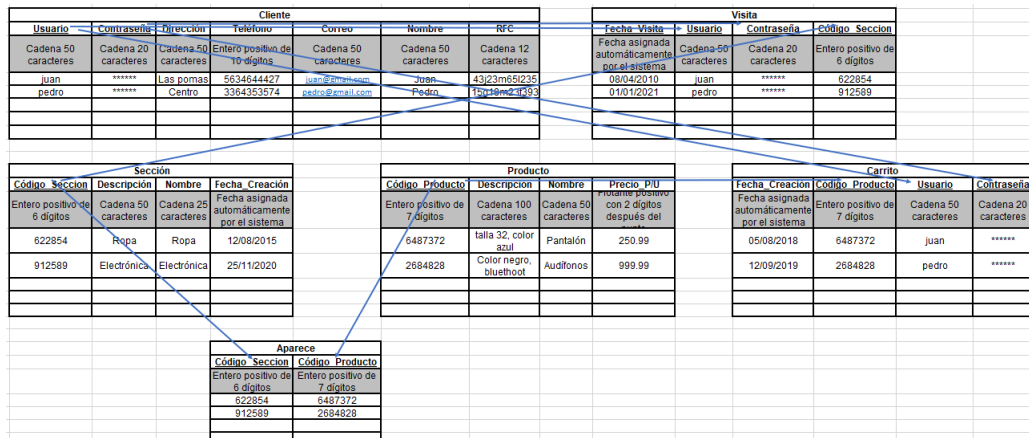 Cliente
Usuario Contraseña Dirección Teléfono Correo Nombre RFC
Cadena 50 caracteres Cadena 20 caracteres Cadena 50 caracteres Entero positivo de 10 dígitos Cadena 50 caracteres Cadena 50 caracteres Cadena 12 caracteres
juan ****** Las pomas 5634644427 juan@gmail.com Juan 43j23m65l235
pedro ****** Centro 3364353574 pedro@gmail.com Pedro
Visita
Fecha_Visita Usuario Contraseña Código_Seccion
Fecha asignada automáticamente por el sistema Cadena 50 caracteres Cadena 20 caracteres Entero positivo de 6 dígitos
08/04/2010 juan ****** 622854
01/01/2021 pedro ****** 912589
Sección
Código_Seccion Descripción Nombre Fecha_Creación
Entero positivo de 6 dígitos Cadena 50 caracteres Cadena 25 caracteres Fecha asignada automáticamente por el sistema
622854 Ropa Ropa 12/08/2015
912589 Electrónica Electrónica 25/11/2020
Producto
Código_Producto Descripción Nombre Precio_P/U
Entero positivo de 7 dígitos Cadena 100 caracteres Cadena 50 caracteres Flotante positivo con 2 dígitos después del punto
6487372 talla 32, color azul Pantalón 250.99
2684828 Color negro, bluethoot Audífonos 999.99
Carrito
Fecha_Creación Código_Producto Usuario Contraseña
Fecha asignada automáticamente por el sistema Entero positivo de 7 dígitos Cadena 50 caracteres Cadena 20 caracteres
05/08/2018 6487372 juan ******
12/09/2019 2684828 pedro ******
Aparece
Código_Seccion Código_Producto
Entero positivo de 6 dígitos Entero positivo de 7 dígitos
622854 6487372
912589 2684828